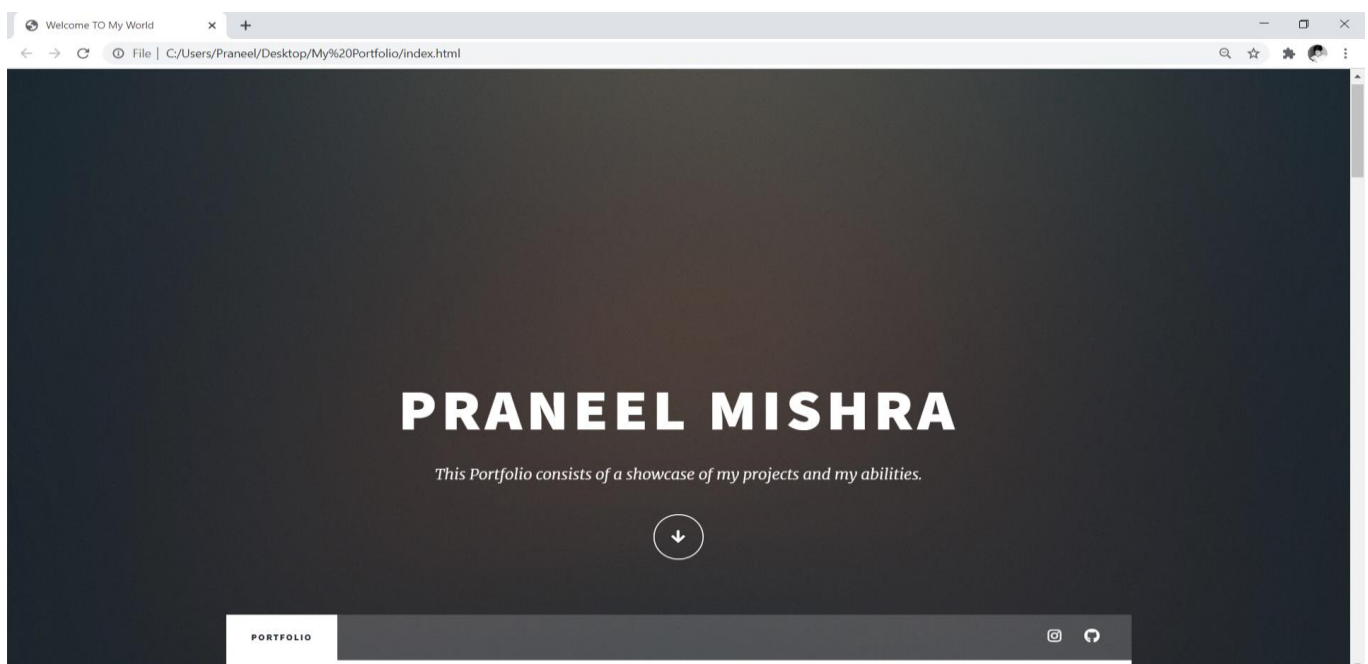 Welcome TO My World
File | C:/Users/Praneel/Desktop/My%20Portfolio/index.html
PRANEEL MISHRA
This Portfolio consists of a showcase of my projects and my abilities.
PORTFOLIO